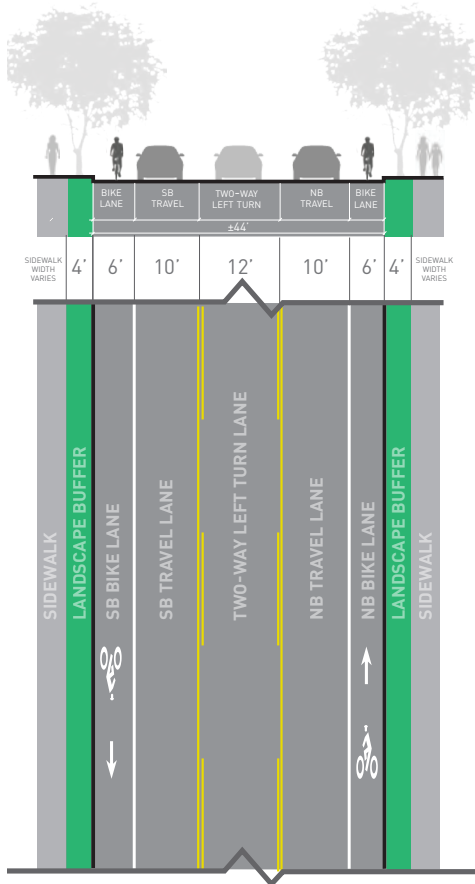 BIKE
LANE
SB
TRAVEL
TWO-WAY
LEFT TURN
NB
TRAVEL
BIKE
LANE
±44'
SIDEWALK
WIDTH
VARIES
4'
6'
10'
12'
10'
6'
4'
SIDEWALK
WIDTH
VARIES
SIDEWALK
LANDSCAPE BUFFER
SB BIKE LANE
SB TRAVEL LANE
TWO-WAY LEFT TURN LANE
NB TRAVEL LANE
NB BIKE LANE
LANDSCAPE BUFFER
SIDEWALK